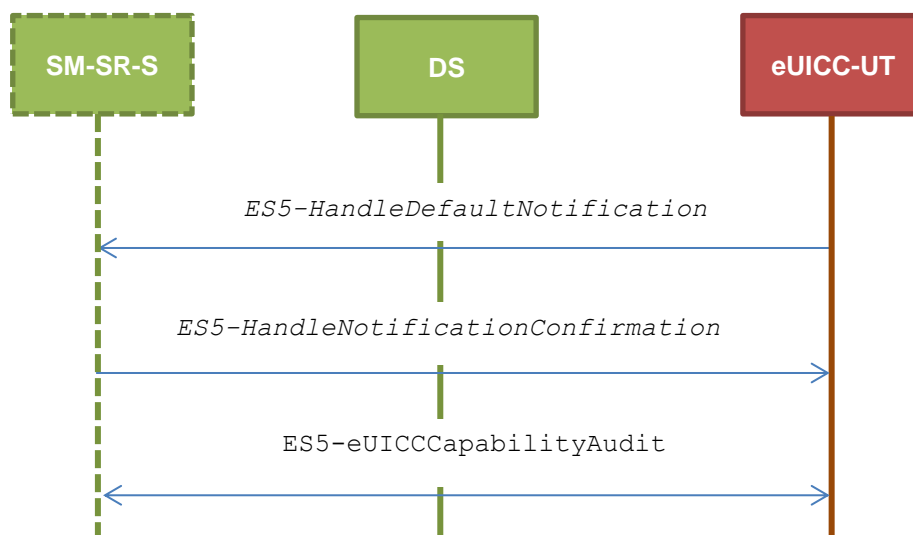 SM-SR-S
DS
eUICC-UT
ES5-HandleDefaultNotification
ES5-HandleNotificationConfirmation
ES5-eUICCCapabilityAudit